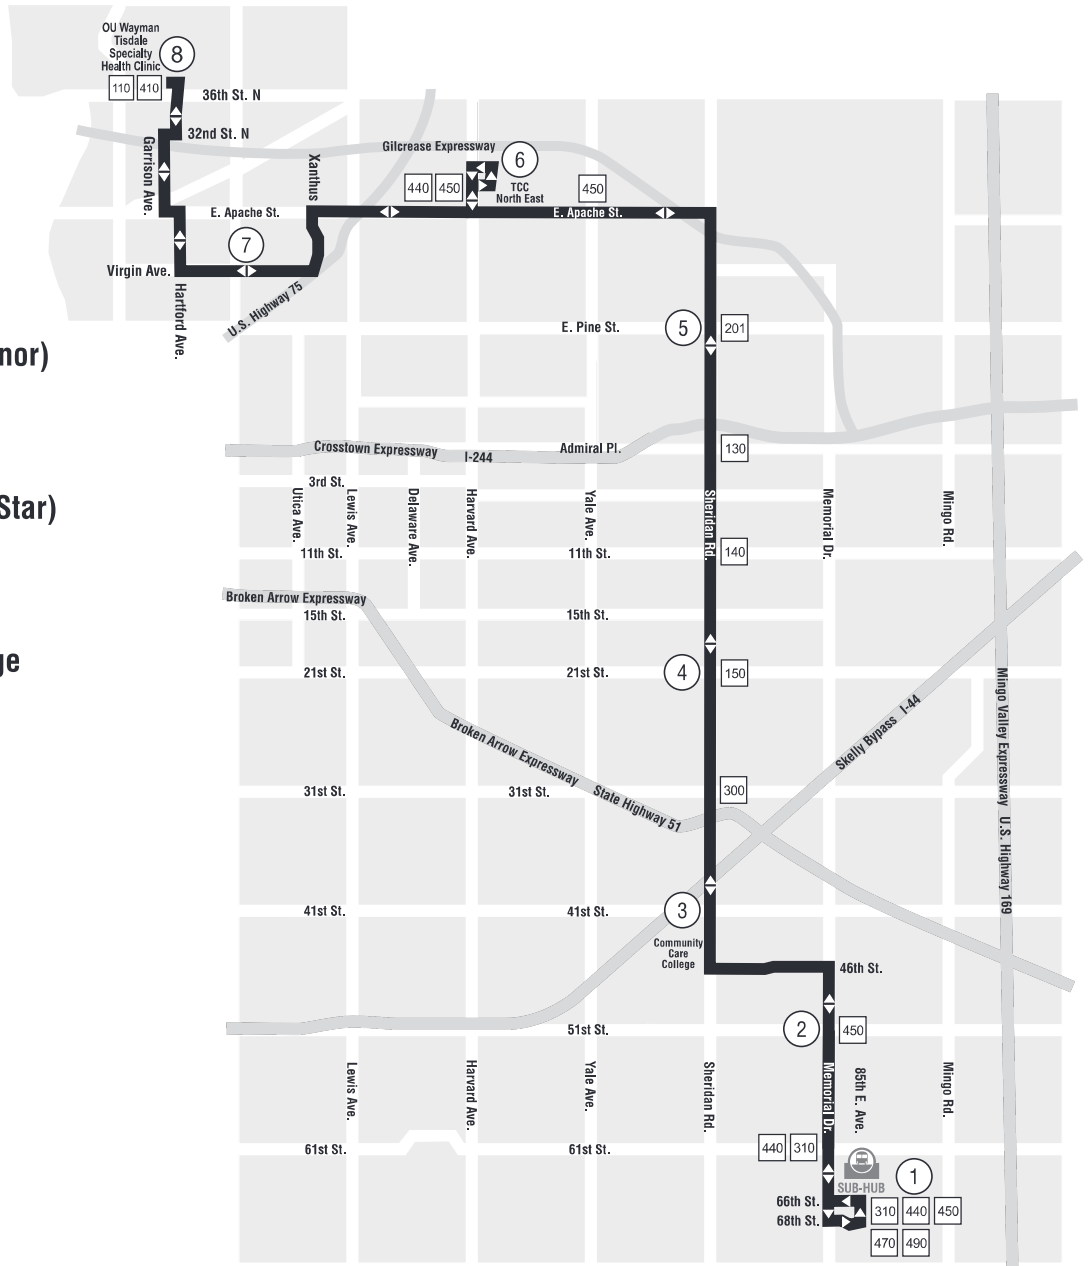 OU Wayman
Tisdale
Specialty
Health Clinic
8
110
410
36th St. N
32nd St. N
Garrison Ave.
Xanthus
Gilcrease Expressway
6
440
450
TCC
North East
450
E. Apache St.
E. Apache St.
7
Virgin Ave.
Hartford Ave.
U.S. Highway 75
E. Pine St.
5
201
nor)
Crosstown Expressway
I-244
Admiral Pl.
130
3rd St.
Star)
Utica Ave.
Lewis Ave.
Delaware Ave.
Harvard Ave.
Yale Ave.
Sheridan Rd.
Memorial Dr.
Mingo Rd.
11th St.
11th St.
140
Broken Arrow Expressway
15th St.
15th St.
ge
21st St.
21st St.
4
150
Mingo Valley Expressway
U.S. Highway 169
Skelly Bypass
I-44
Broken Arrow Expressway
State Highway 51
31st St.
31st St.
300
41st St.
41st St.
3
Community
Care
College
46th St.
51st St.
2
450
Lewis Ave.
Harvard Ave.
Yale Ave.
Sheridan Rd.
Memorial Dr.
85th E. Ave.
Mingo Rd.
61st St.
61st St.
440
310
SUB-HUB
1
66th St.
68th St.
310
440
450
470
490